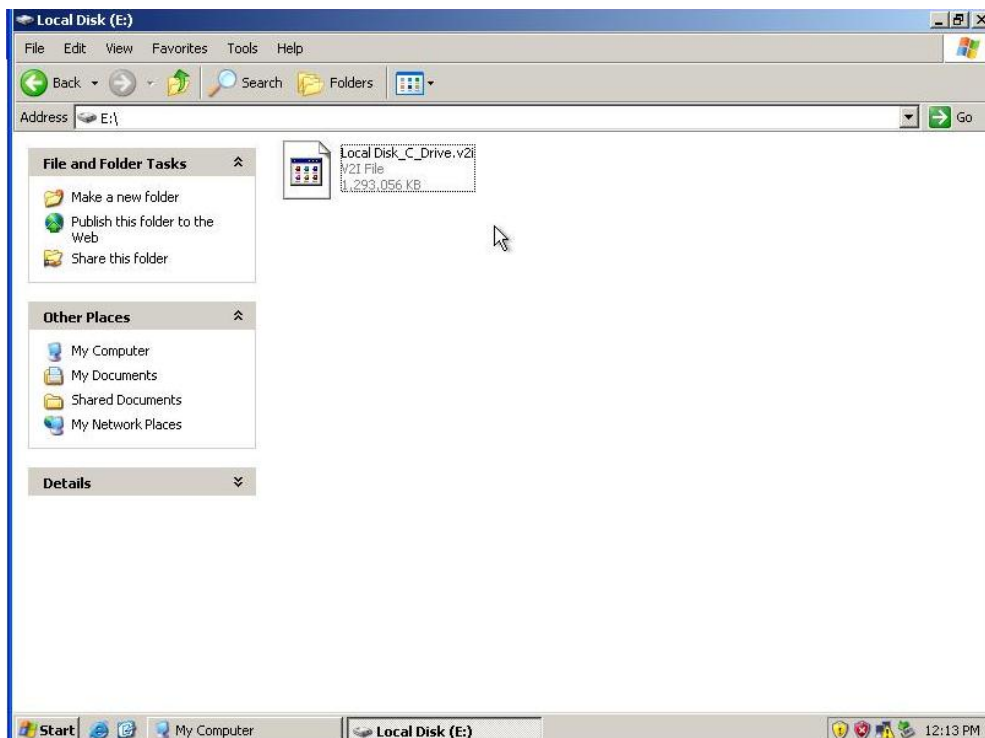 Local Disk (E:)
File Edit View Favorites Tools Help
Back Search Folders
Address E:\ Go
File and Folder Tasks
Make a new folder
Publish this folder to the
Web
Share this folder
Other Places
My Computer
My Documents
Shared Documents
My Network Places
Details
Local Disk_C_Drive.v2i
V2I File
1,293,056 KB
Start My Computer Local Disk (E:) 12:13 PM